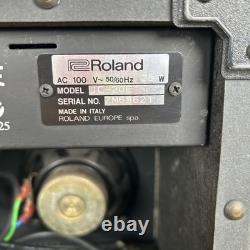 Roland
AC 100 V~ 50/60Hz W
MODEL
SERIAL NO.
MADE IN ITALY
ROLAND EUROPE spa
25